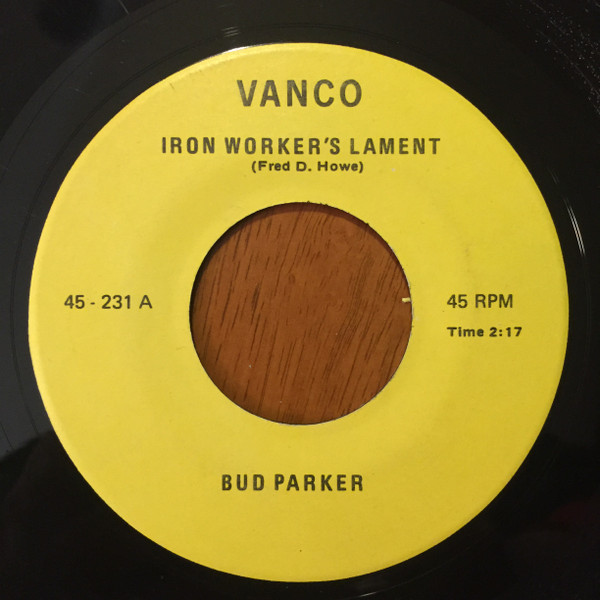 VANCO
IRON WORKER'S LAMENT
(Fred D. Howe)
45 - 231 A
45 RPM
Time 2:17
BUD PARKER